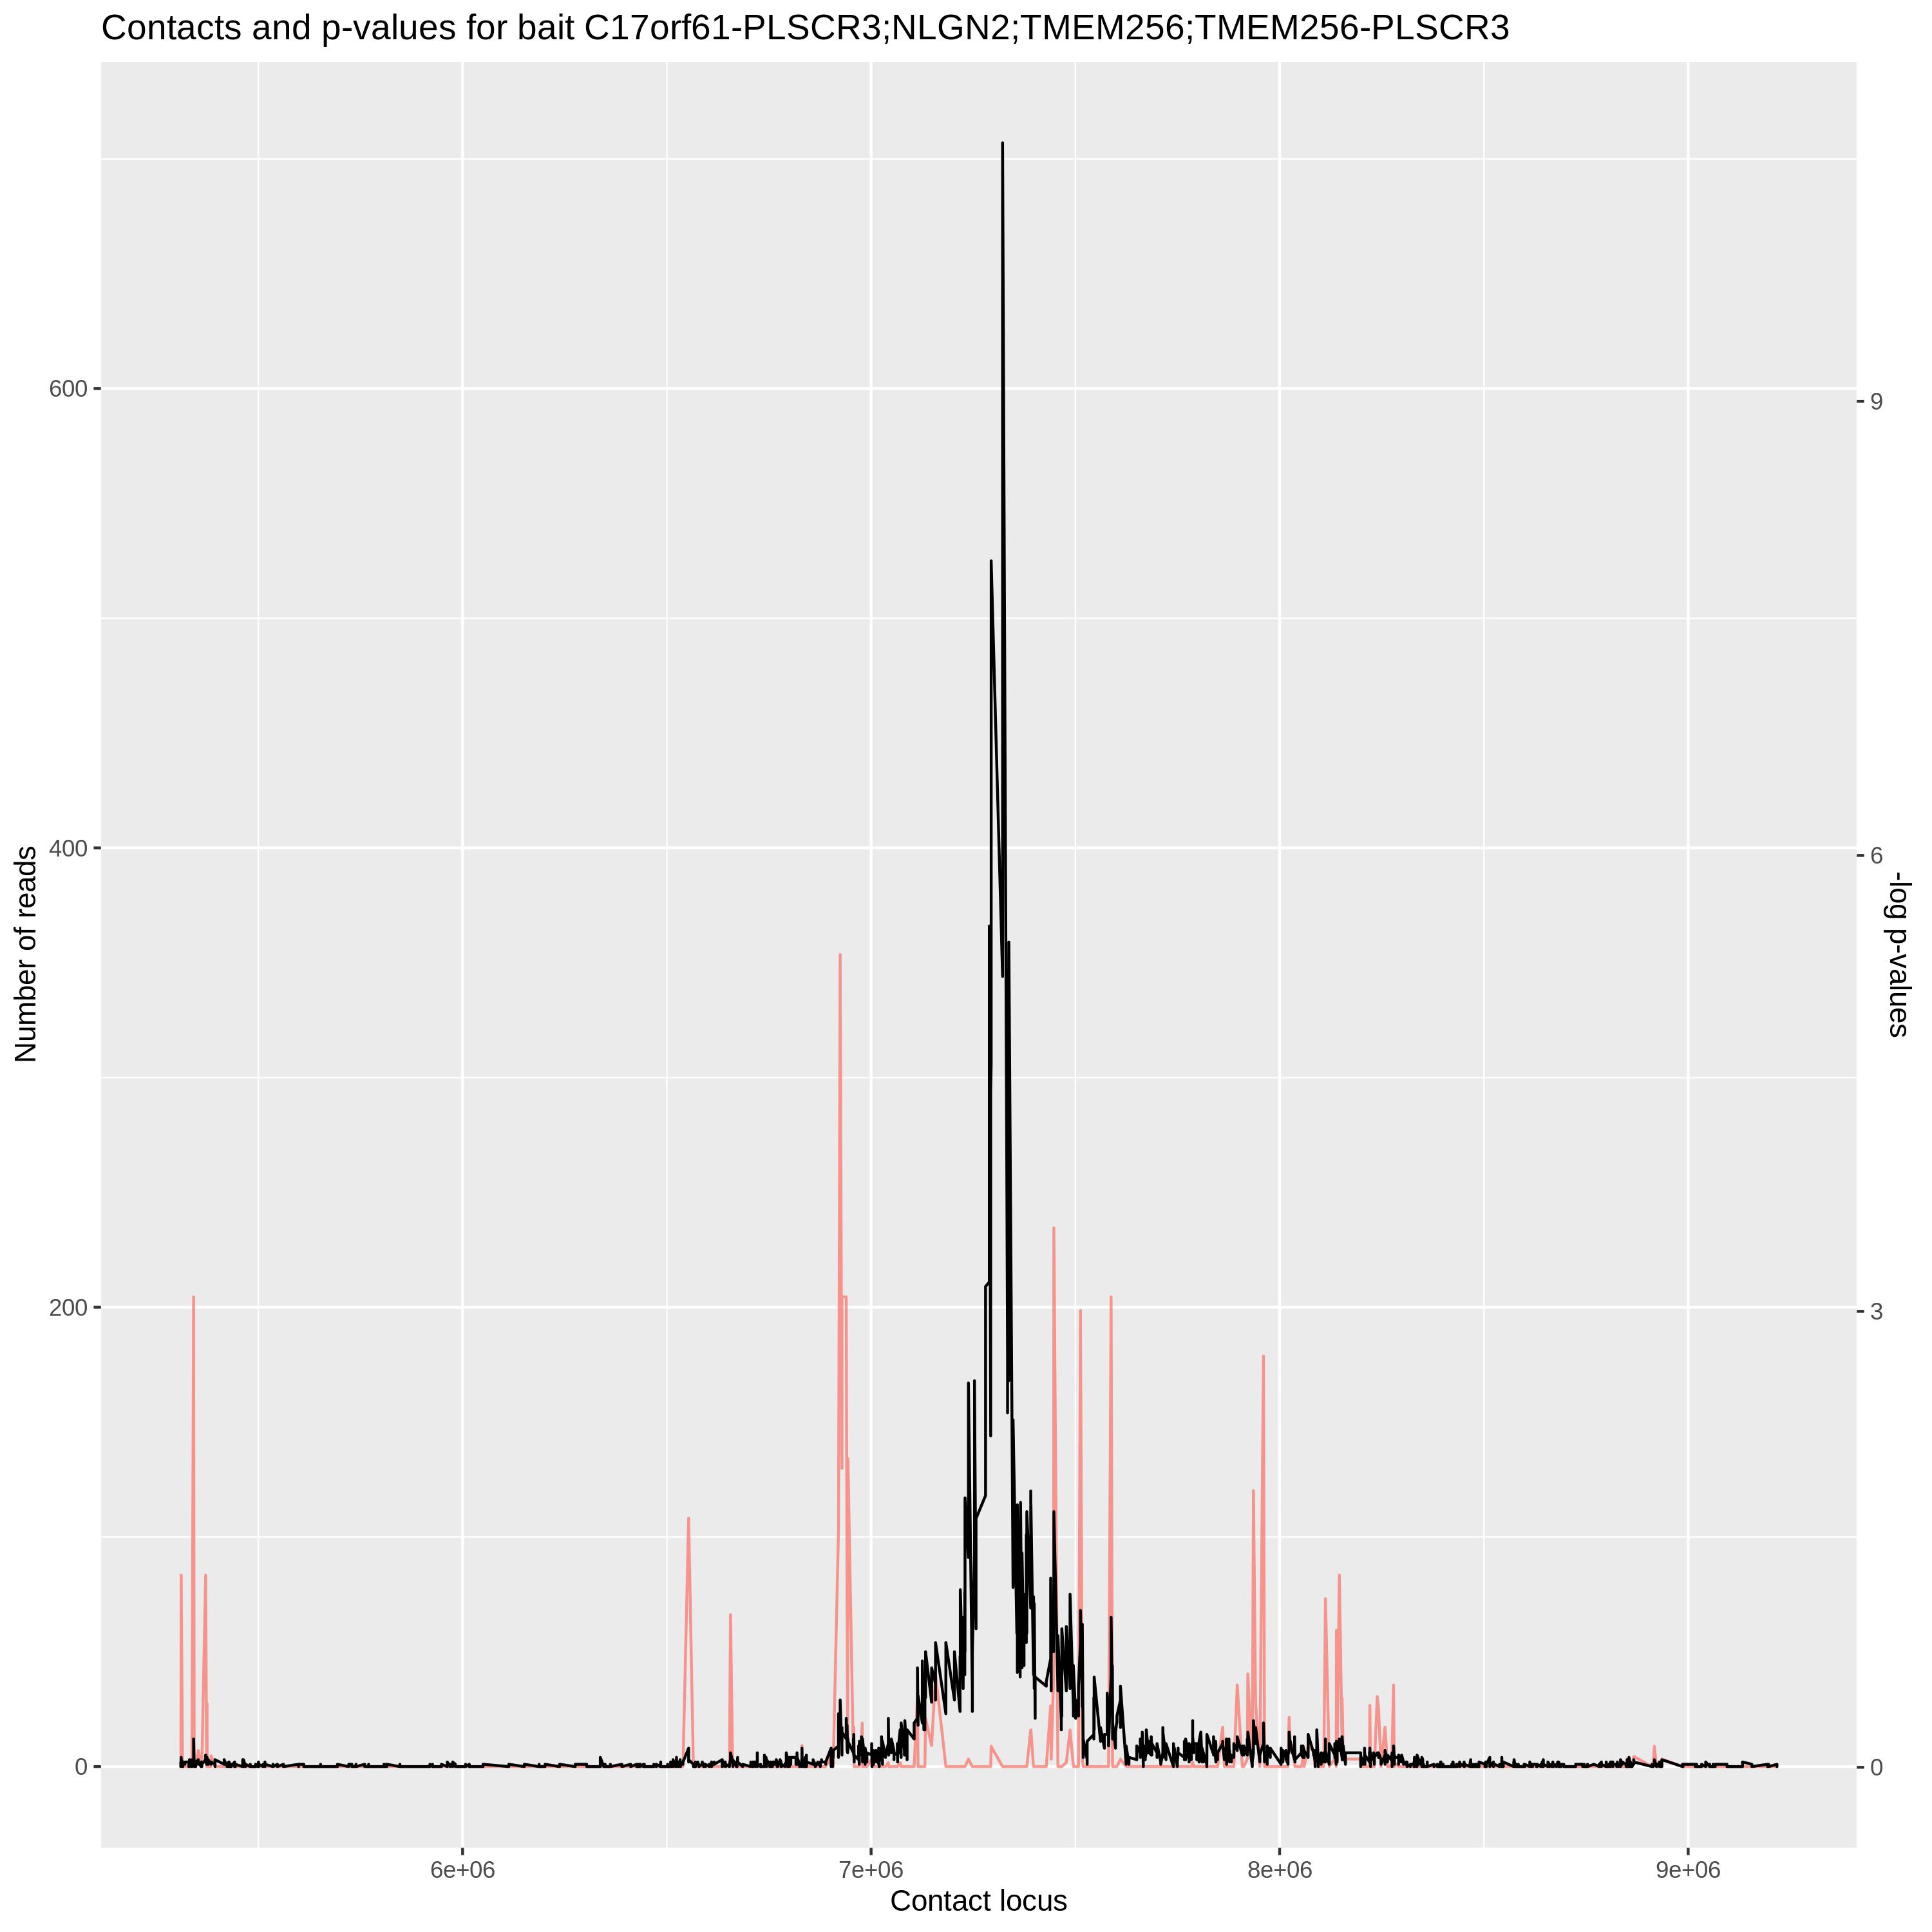 Contacts and p-values for bait C17orf61-PLSCR3;NLGN2;TMEM256;TMEM256-PLSCR3
600
400
200
0
Number of reads
9
6
3
0
-log p-values
6e+06
7e+06
8e+06
9e+06
Contact locus